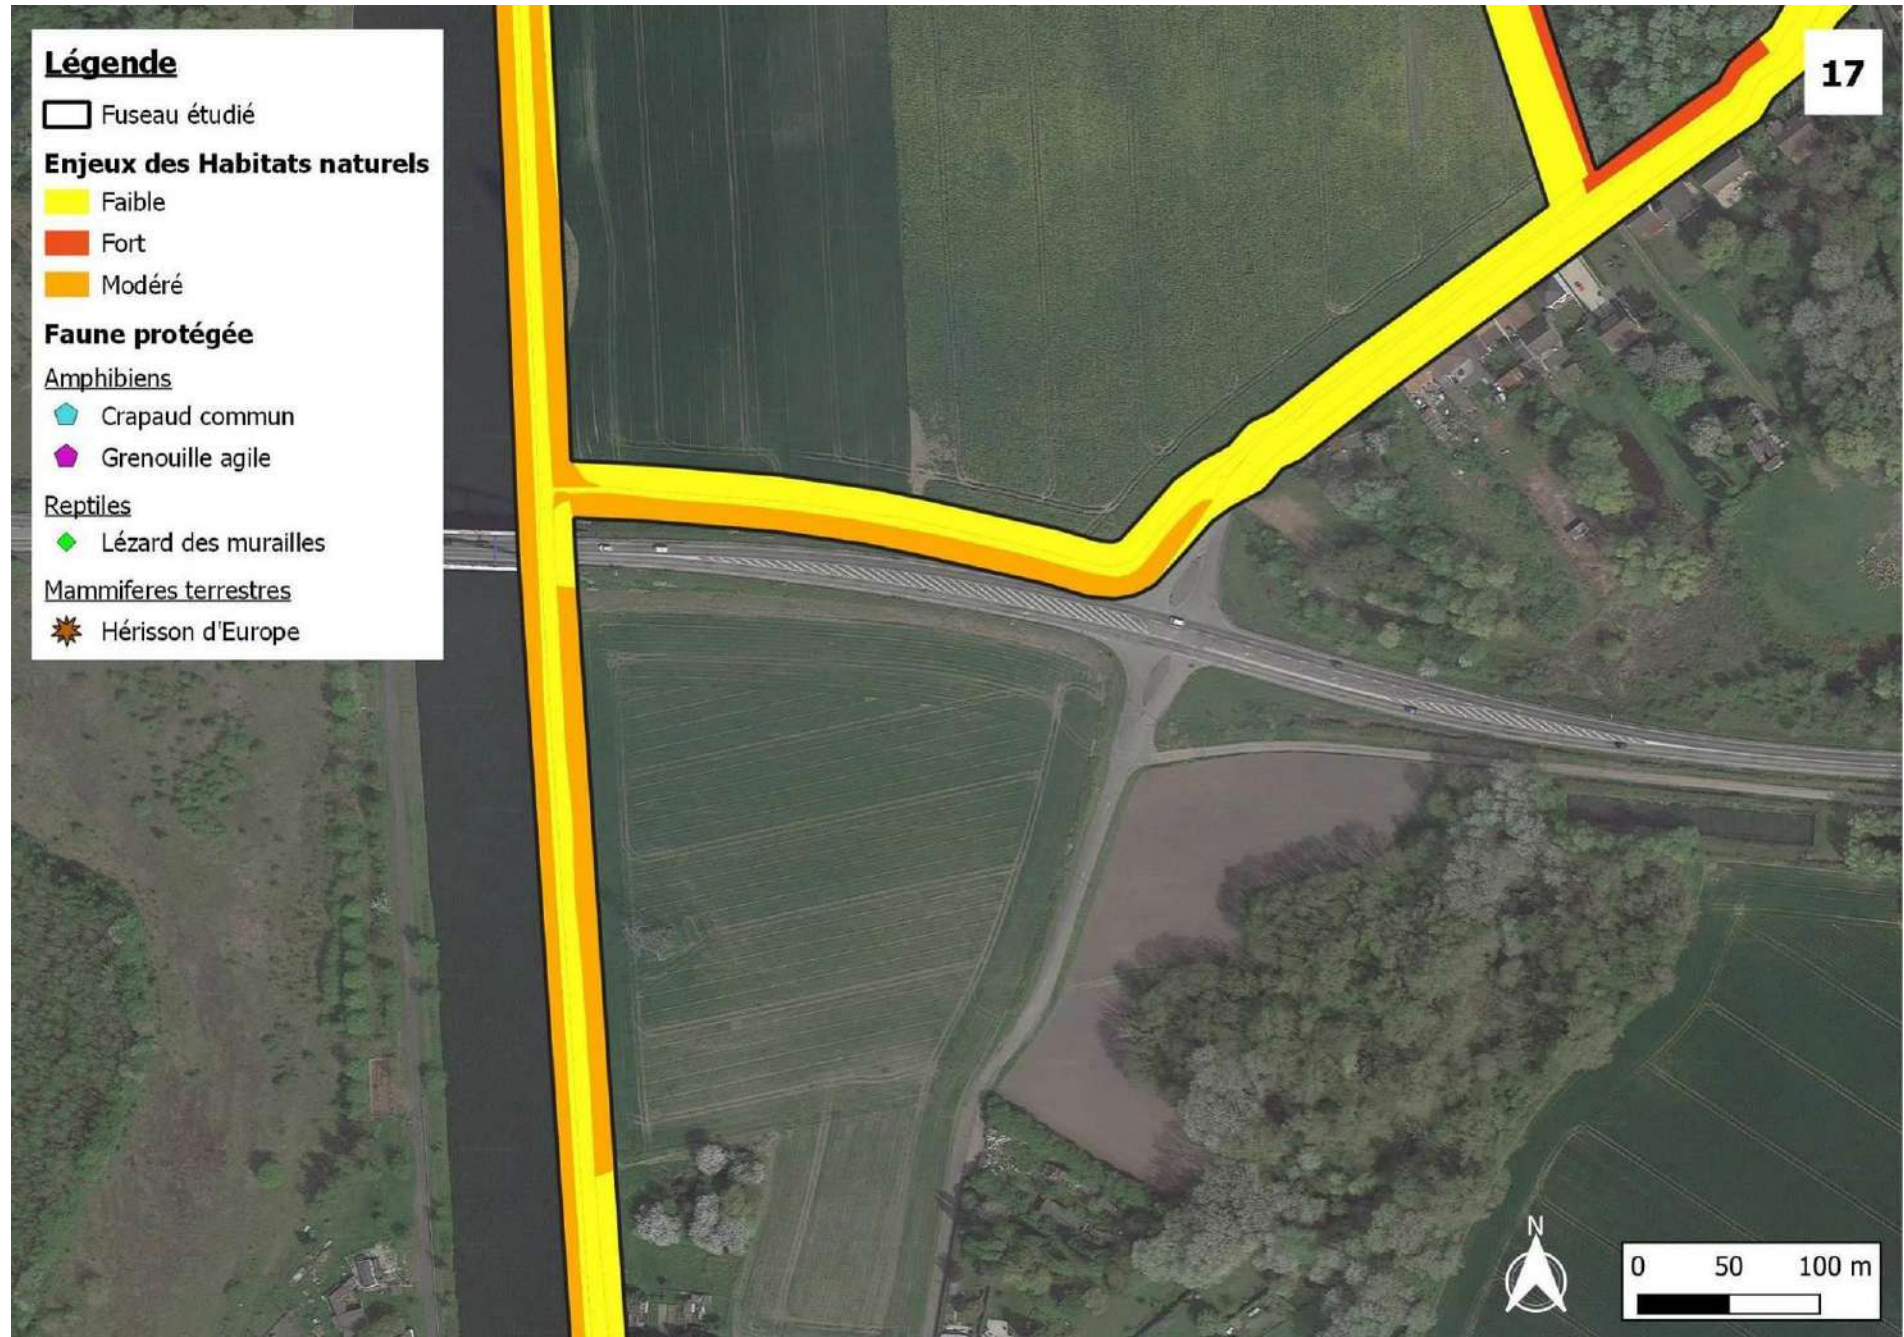 Légende
Fuseau étudié
Enjeux des Habitats naturels
Faible
Fort
Modéré
Faune protégée
Amphibiens
Crapaud commun
Grenouille agile
Reptiles
Lézard des murailles
Mammiferes terrestres
Hérisson d'Europe
17
N
0 50 100 m